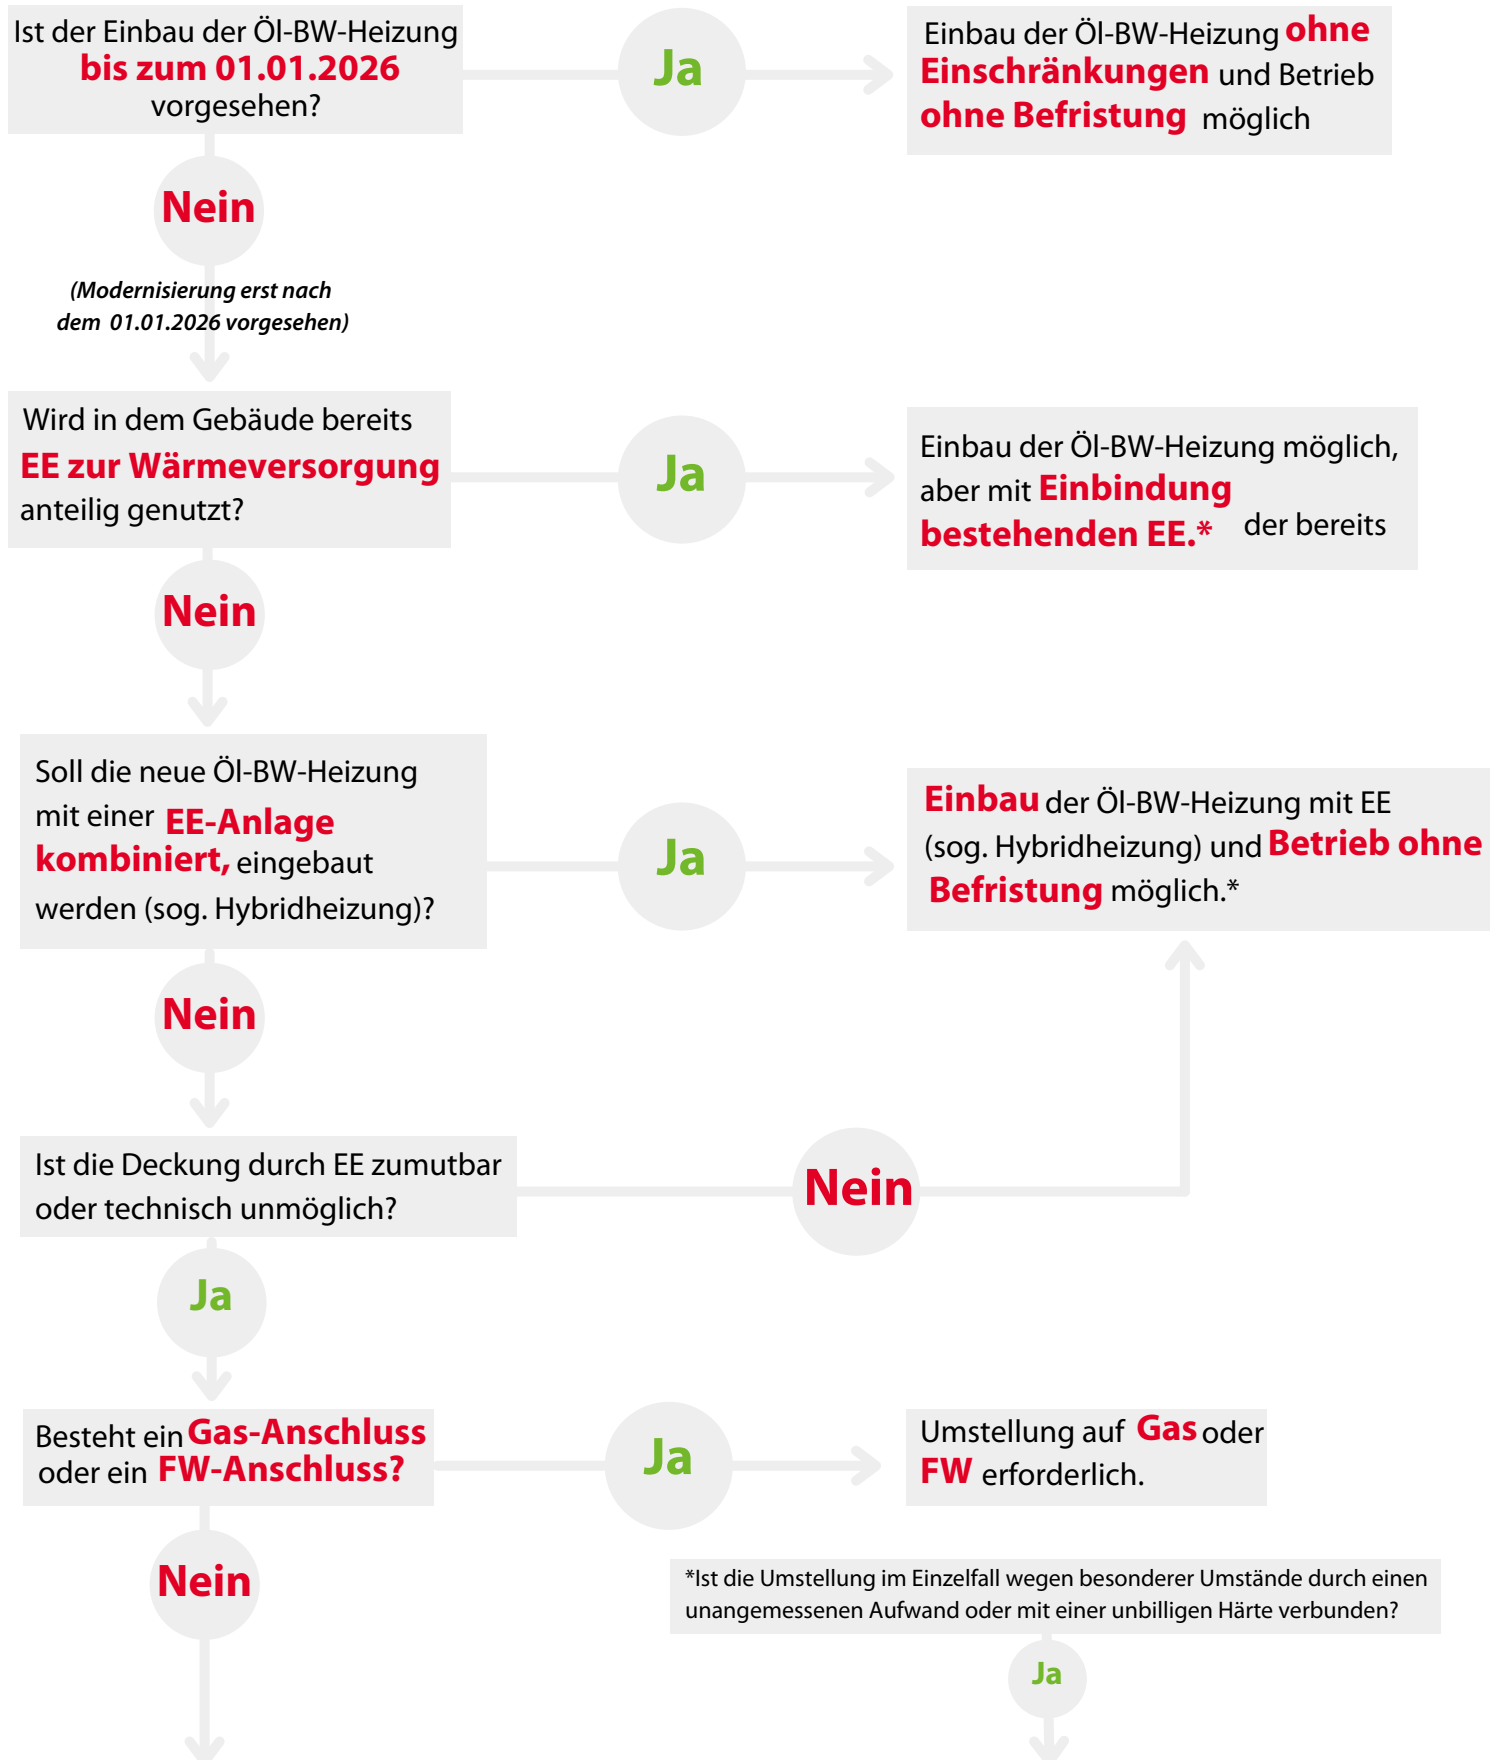 Ist der Einbau der Öl-BW-Heizung
bis zum 01.01.2026
vorgesehen?
Ja
Einbau der Öl-BW-Heizung ohne
Einschränkungen und Betrieb
ohne Befristung möglich
Nein
(Modernisierung erst nach
dem 01.01.2026 vorgesehen)
Wird in dem Gebäude bereits
EE zur Wärmeversorgung
anteilig genutzt?
Ja
Einbau der Öl-BW-Heizung möglich,
aber mit Einbindung
bestehenden EE.* der bereits
Nein
Soll die neue Öl-BW-Heizung
mit einer EE-Anlage
kombiniert, eingebaut
werden (sog. Hybridheizung)?
Ja
Einbau der Öl-BW-Heizung mit EE
(sog. Hybridheizung) und Betrieb ohne
Befristung möglich.*
Nein
Ist die Deckung durch EE zumutbar
oder technisch unmöglich?
Nein
Ja
Besteht ein Gas-Anschluss
oder ein FW-Anschluss?
Ja
Umstellung auf Gas oder
FW erforderlich.
Nein
*Ist die Umstellung im Einzelfall wegen besonderer Umstände durch einen
unangemessenen Aufwand oder mit einer unbilligen Härte verbunden?
Ja